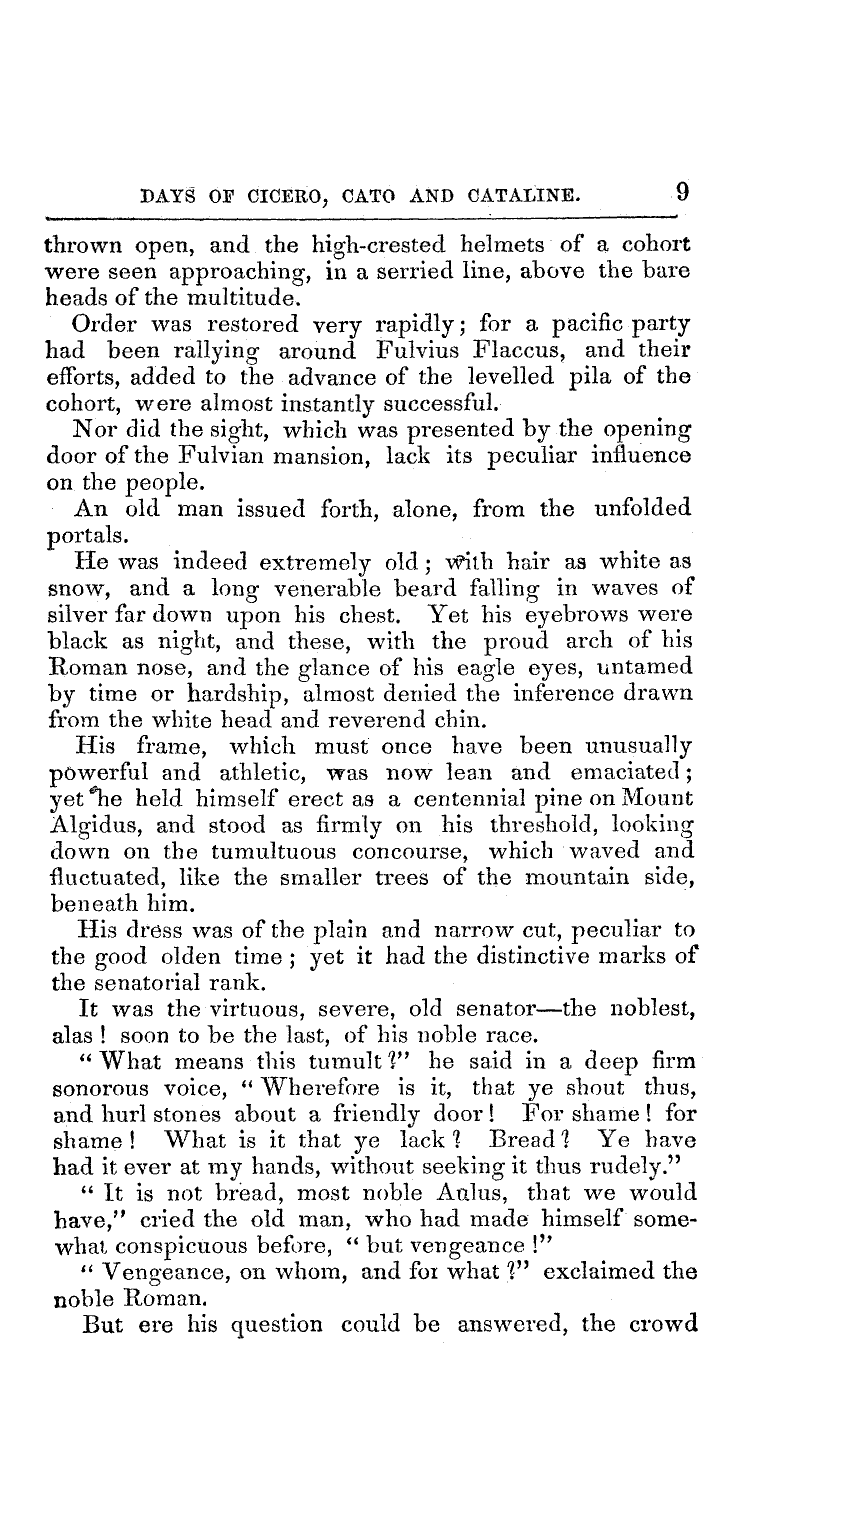 DAYS OF CICERO, CATO AND CATALINE. 9
thrown open, and the high-crested helmets of a cohort
were seen approaching, in a serried line, above the bare
heads of the multitude.
Order was restored very rapidly; for a pacific party
had been rallying around Fulvius Flaccus, and their
efforts, added to the advance of the levelled pila of the
cohort, were almost instantly successful.
Nor did the sight, which was presented by the opening
door of the Fulvian mansion, lack its peculiar influence
on the people.
An old man issued forth, alone, from the unfolded
portals.
He was indeed extremely old; with hair as white as
snow, and a long venerable beard falling in waves of
silver far down upon his chest. Yet his eyebrows were
black as night, and these, with the proud arch of his
Roman nose, and the glance of his eagle eyes, untamed
by time or hardship, almost denied the inference drawn
from the white head and reverend chin.
His frame, which must once have been unusually
powerful and athletic, was now lean and emaciated;
yet he held himself erect as a centennial pine on Mount
Algidus, and stood as firmly on his threshold, looking
down on the tumultuous concourse, which waved and
fluctuated, like the smaller trees of the mountain side,
beneath him.
His dress was of the plain and narrow cut, peculiar to
the good olden time; yet it had the distinctive marks of
the senatorial rank.
It was the virtuous, severe, old senator—the noblest,
alas! soon to be the last, of his noble race.
"What means this tumult?" he said in a deep firm
sonorous voice, "Wherefore is it, that ye shout thus,
and hurl stones about a friendly door! For shame! for
shame! What is it that ye lack? Bread? Ye have
had it ever at my hands, without seeking it thus rudely."
"It is not bread, most noble Aulus, that we would
have," cried the old man, who had made himself some-
what conspicuous before, "but vengeance!"
"Vengeance, on whom, and for what?" exclaimed the
noble Roman.
But ere his question could be answered, the crowd